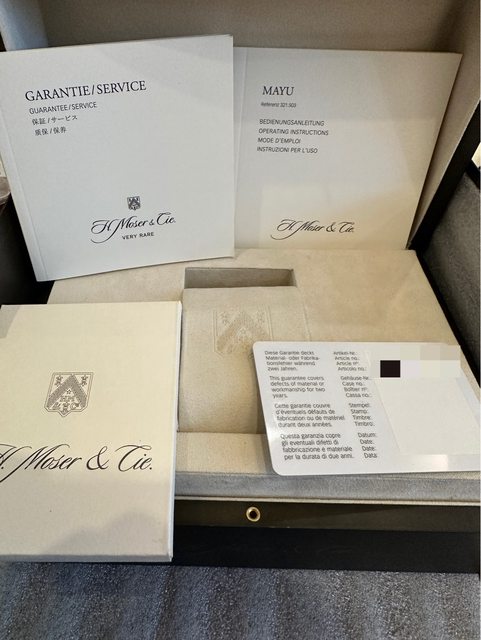 GARANTIE/SERVICE
GUARANTEE/SERVICE
保証/サービス
质保/保养
H. Moser & Cie.
VERY RARE
MAYU
Referenz 321.503
BEDIENUNGSANLEITUNG
OPERATING INSTRUCTIONS
MODE D'EMPLOI
INSTRUZIONI PER L'USO
H. Moser & Cie.
H. Moser & Cie.
Diese Garantie deckt
Material- oder Fabrika-
tionsfehler während
zwei Jahren.
This guarantee covers
defects of material or
workmanship for two
years.
Cette garantie couvre
d'éventuels défauts de
fabrication ou de matériel
durant deux années.
Questa garanzia copre
gli eventuali difetti di
fabbricazione e materiale
per la durata di due anni.
Artikel-Nr.
Article no.
Article n°.
Articolo no.
Gehäuse-Nr.
Case no.
Boîtier n°.
Cassa no.
Stempel:
Stamp:
Timbre:
Timbro:
Datum:
Date:
Date:
Data: